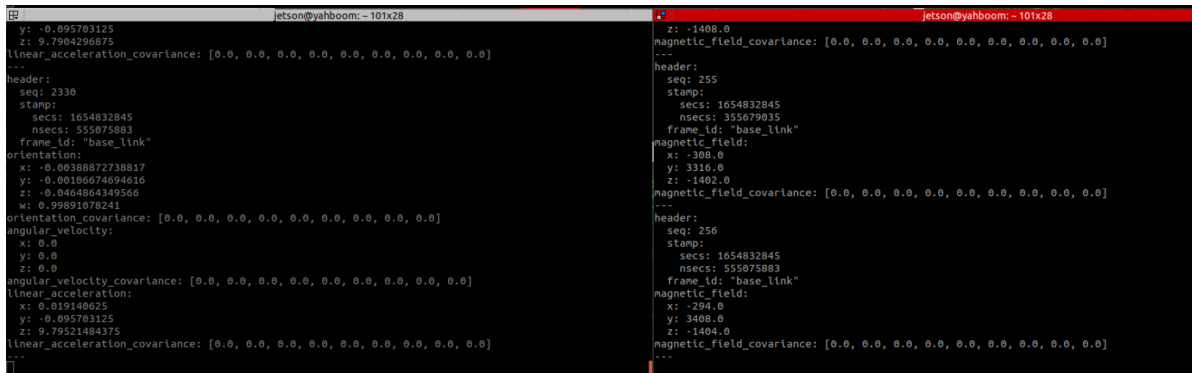 jetson@yahboom: ~ 101x28
  y: -0.095703125
  z: 9.7904296875
linear_acceleration_covariance: [0.0, 0.0, 0.0, 0.0, 0.0, 0.0, 0.0, 0.0, 0.0]
---
header:
  seq: 2330
  stamp:
    secs: 1654832845
    nsecs: 555075883
  frame_id: "base_link"
orientation:
  x: -0.00388872738817
  y: -0.00106674694616
  z: -0.0464864349566
  w: 0.99891078241
orientation_covariance: [0.0, 0.0, 0.0, 0.0, 0.0, 0.0, 0.0, 0.0, 0.0]
angular_velocity:
  x: 0.0
  y: 0.0
  z: 0.0
angular_velocity_covariance: [0.0, 0.0, 0.0, 0.0, 0.0, 0.0, 0.0, 0.0, 0.0]
linear_acceleration:
  x: 0.019140625
  y: -0.095703125
  z: 9.79521484375
linear_acceleration_covariance: [0.0, 0.0, 0.0, 0.0, 0.0, 0.0, 0.0, 0.0, 0.0]
---
jetson@yahboom: ~ 101x28
  z: -1408.0
magnetic_field_covariance: [0.0, 0.0, 0.0, 0.0, 0.0, 0.0, 0.0, 0.0, 0.0]
---
header:
  seq: 255
  stamp:
    secs: 1654832845
    nsecs: 355679035
  frame_id: "base_link"
magnetic_field:
  x: -308.0
  y: 3316.0
  z: -1402.0
magnetic_field_covariance: [0.0, 0.0, 0.0, 0.0, 0.0, 0.0, 0.0, 0.0, 0.0]
---
header:
  seq: 256
  stamp:
    secs: 1654832845
    nsecs: 555075883
  frame_id: "base_link"
magnetic_field:
  x: -294.0
  y: 3408.0
  z: -1404.0
magnetic_field_covariance: [0.0, 0.0, 0.0, 0.0, 0.0, 0.0, 0.0, 0.0, 0.0]
---